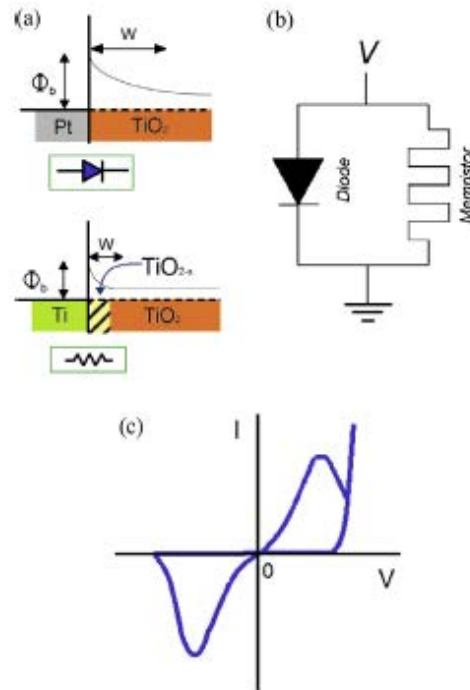 (a)
W
Φb
Pt
TiO2
W
TiO2-x
Φb
Ti
TiO2
(b)
V
Diode
Memristor
(c)
I
0
V